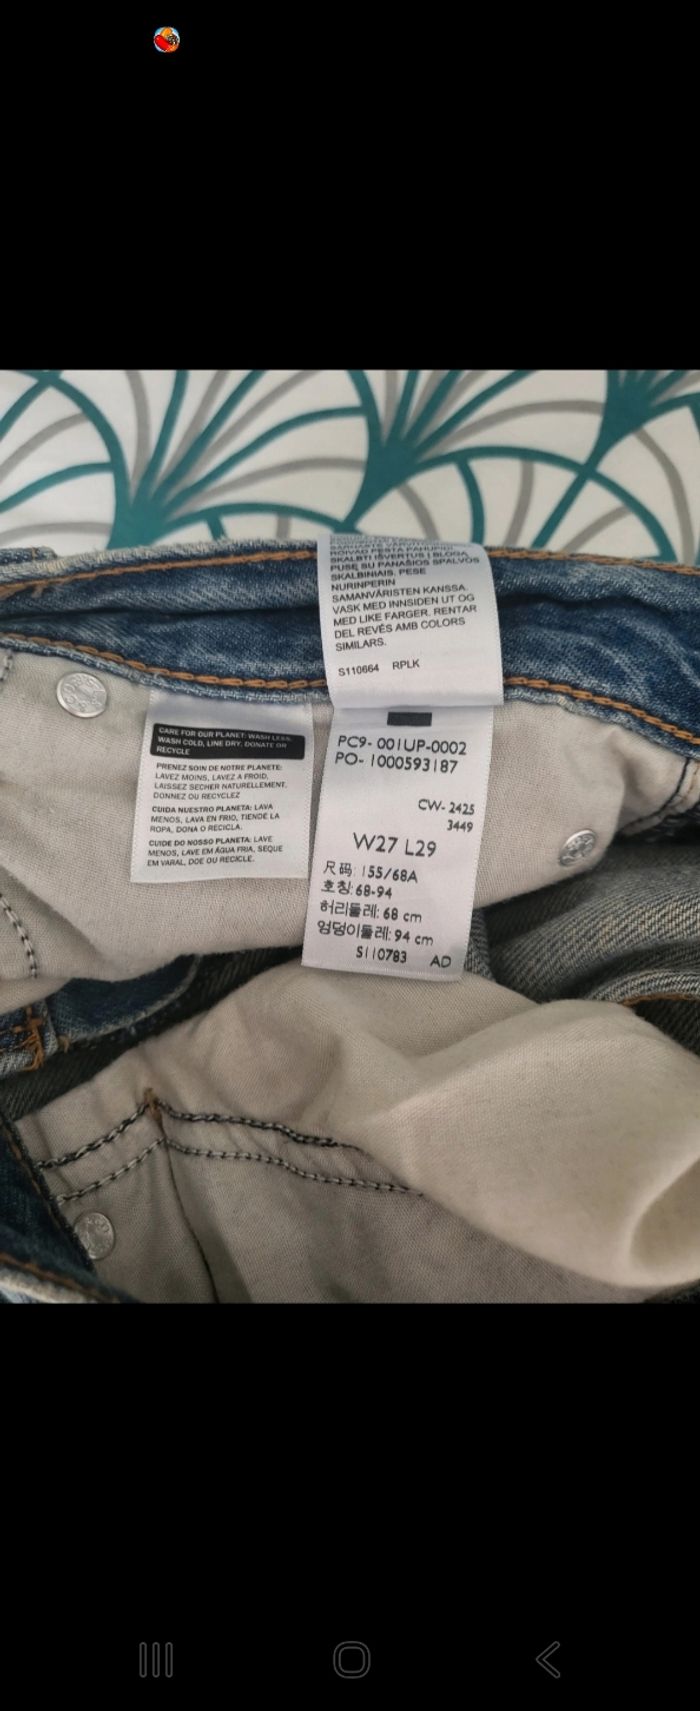 ROIVAD PESTA PAHUPIDI.
SKALBTI IŠVERTUS Į BLOGĄ
PUSĘ SU PANAŠIOS SPALVOS
SKALBINIAIS. PESE
NURINPERIN
SAMANVÄRISTEN KANSSA.
VASK MED INNSIDEN UT OG
MED LIKE FARGER. RENTAR
DEL REVÉS AMB COLORS
SIMILARS.
S110664 RPLK
CARE FOR OUR PLANET: WASH LESS,
WASH COLD, LINE DRY, DONATE OR
RECYCLE
PRENEZ SOIN DE NOTRE PLANETE:
LAVEZ MOINS, LAVEZ A FROID,
LAISSEZ SECHER NATURELLEMENT,
DONNEZ OU RECYCLEZ
CUIDA NUESTRO PLANETA: LAVA
MENOS, LAVA EN FRIO, TIENDE LA
ROPA, DONA O RECICLA.
CUIDE DO NOSSO PLANETA: LAVE
MENOS, LAVE EM ÁGUA FRIA, SEQUE
EM VARAL, DOE OU RECICLE.
PC9-001UP-0002
PO-1000593187
CW-2425
3449
W27 L29
尺码: 155/68A
호칭: 68-94
허리둘레: 68 cm
엉덩이둘레: 94 cm
S110783 AD